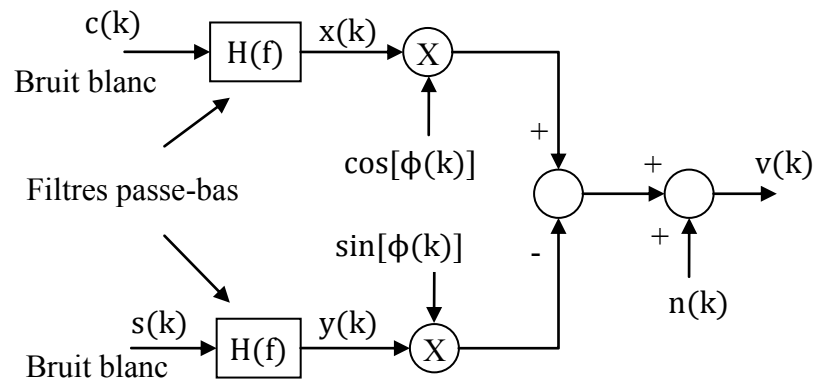 c(k)
Bruit blanc
H(f)
x(k)
X
cos[ϕ(k)]
+
Filtres passe-bas
+
v(k)
+
n(k)
sin[ϕ(k)]
-
s(k)
Bruit blanc
H(f)
y(k)
X